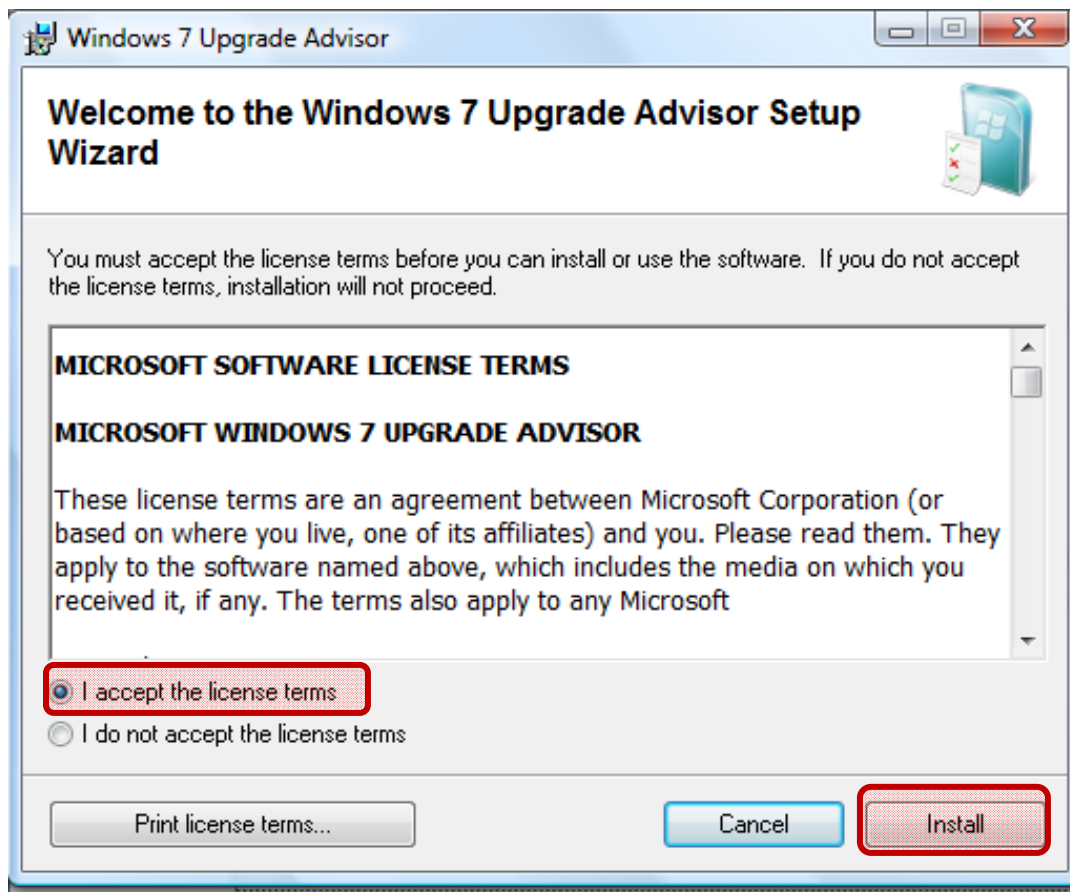 Windows 7 Upgrade Advisor
Welcome to the Windows 7 Upgrade Advisor Setup
Wizard
You must accept the license terms before you can install or use the software.  If you do not accept
the license terms, installation will not proceed.
MICROSOFT SOFTWARE LICENSE TERMS
MICROSOFT WINDOWS 7 UPGRADE ADVISOR
These license terms are an agreement between Microsoft Corporation (or
based on where you live, one of its affiliates) and you. Please read them. They
apply to the software named above, which includes the media on which you
received it, if any. The terms also apply to any Microsoft
I accept the license terms
I do not accept the license terms
Print license terms...
Cancel
Install